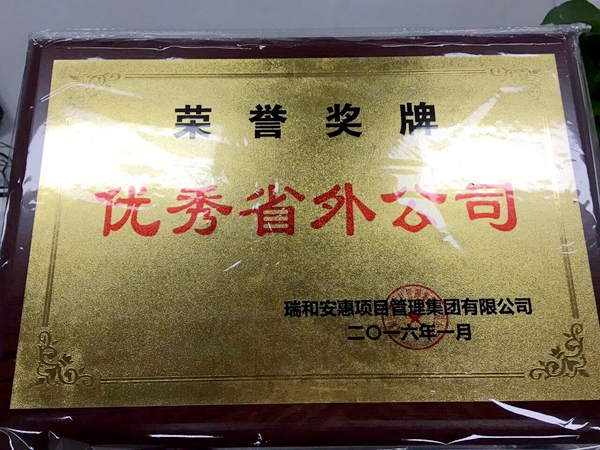 荣誉奖牌
优秀省外公司
瑞和安惠项目管理集团有限公司
二〇一六年一月